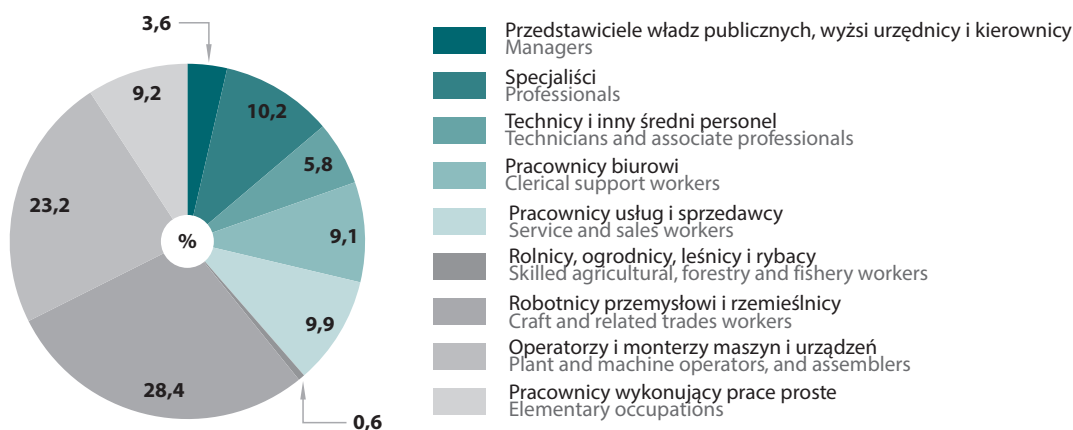 3,6
9,2
10,2
5,8
23,2
%
9,1
9,9
28,4
0,6
Przedstawiciele władz publicznych, wyżsi urzędnicy i kierownicy
Managers
Specjaliści
Professionals
Technicy i inny średni personel
Technicians and associate professionals
Pracownicy biurowi
Clerical support workers
Pracownicy usług i sprzedawcy
Service and sales workers
Rolnicy, ogrodnicy, leśnicy i rybacy
Skilled agricultural, forestry and fishery workers
Robotnicy przemysłowi i rzemieślnicy
Craft and related trades workers
Operatorzy i monterzy maszyn i urządzeń
Plant and machine operators, and assemblers
Pracownicy wykonujący prace proste
Elementary occupations